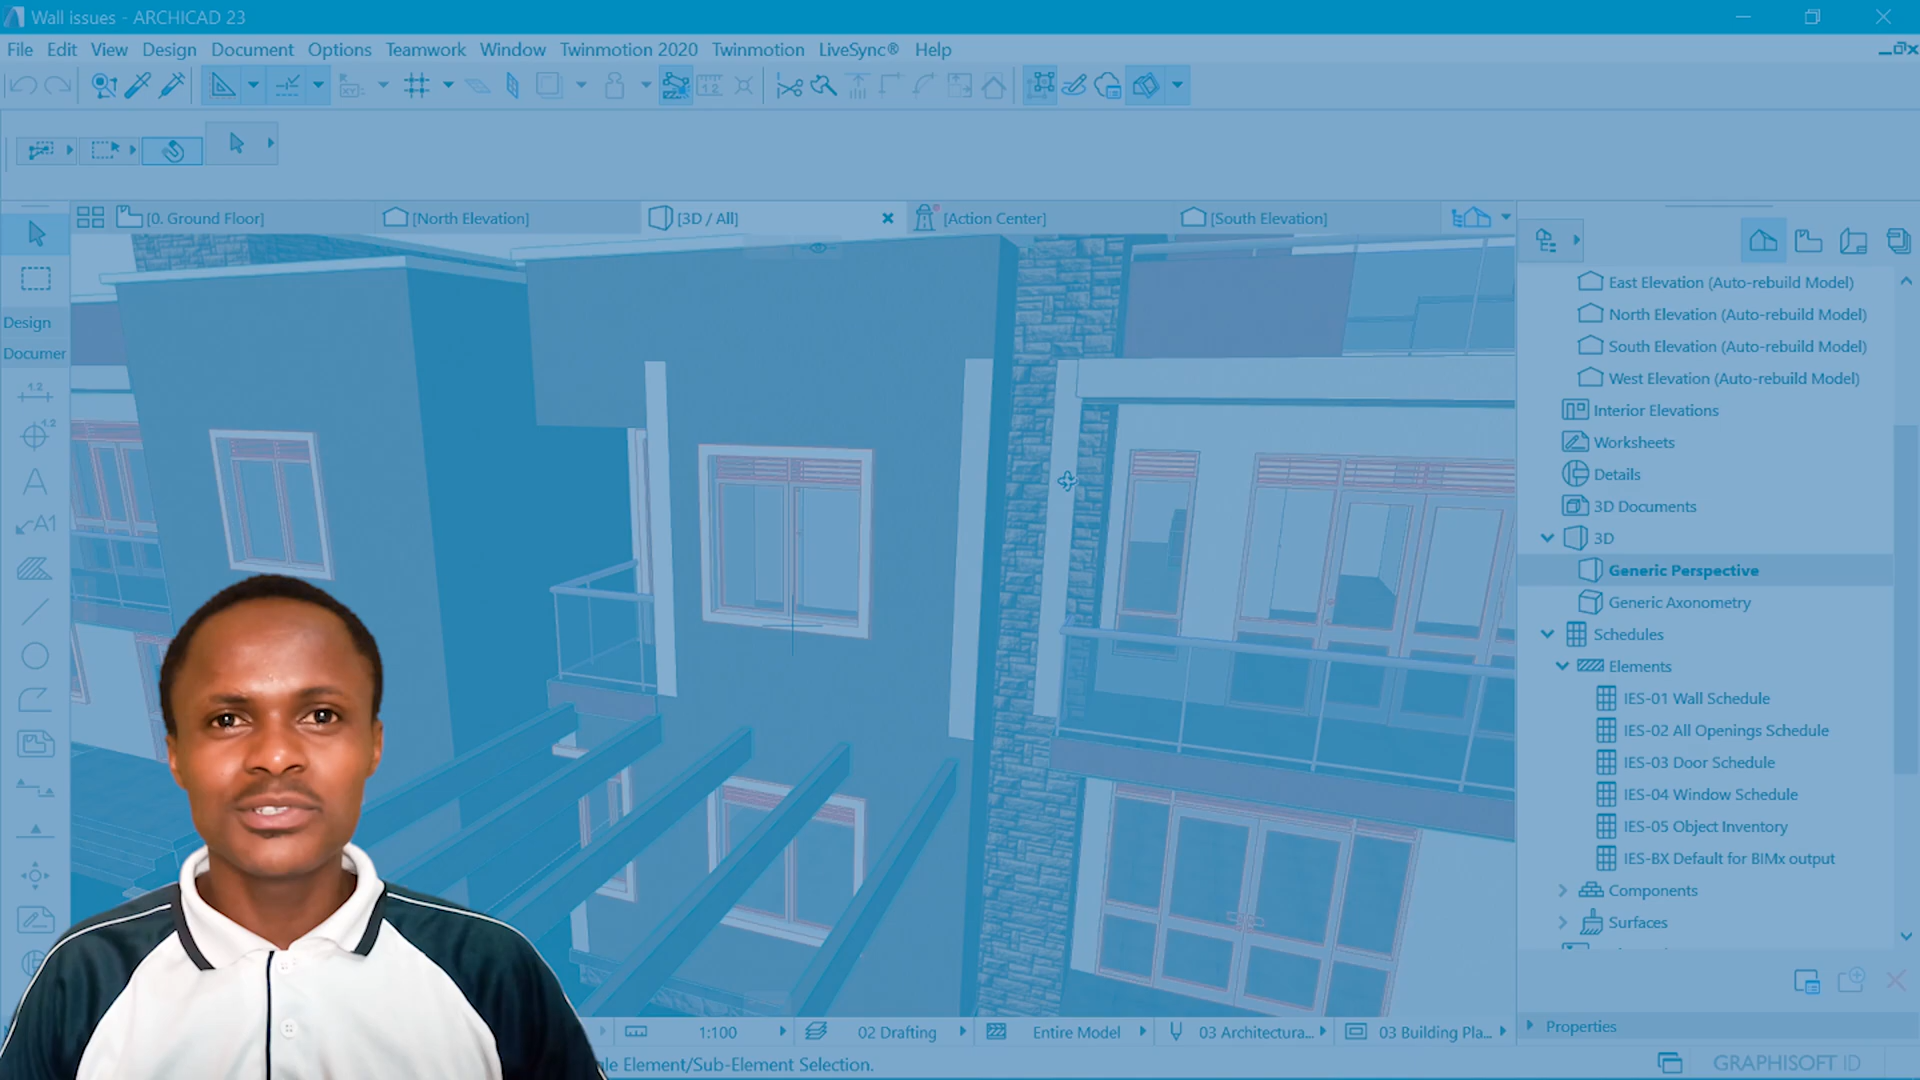 Wall issues - ARCHICAD 23
File Edit View Design Document Options Teamwork Window Twinmotion 2020 Twinmotion LiveSync® Help
[0. Ground Floor] [North Elevation] [3D / All] [Action Center] [South Elevation]
Design
Documer
1.2
1.2
A
A1
East Elevation (Auto-rebuild Model)
North Elevation (Auto-rebuild Model)
South Elevation (Auto-rebuild Model)
West Elevation (Auto-rebuild Model)
Interior Elevations
Worksheets
Details
3D Documents
3D
Generic Perspective
Generic Axonometry
Schedules
Elements
IES-01 Wall Schedule
IES-02 All Openings Schedule
IES-03 Door Schedule
IES-04 Window Schedule
IES-05 Object Inventory
IES-BX Default for BIMx output
Components
Surfaces
Properties
1:100 02 Drafting Entire Model 03 Architectura... 03 Building Pla...
le Element/Sub-Element Selection.
GRAPHISOFT ID